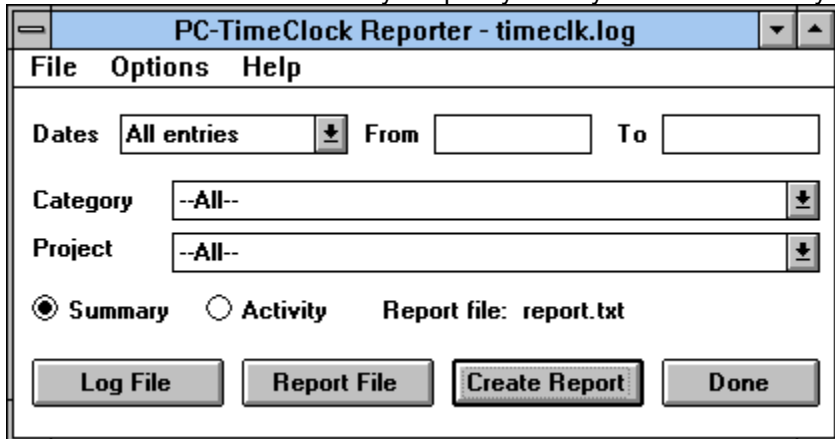 PC-TimeClock Reporter - timeclk.log
File Options Help
Dates All entries From To
Category --All--
Project --All--
Summary Activity Report file: report.txt
Log File Report File Create Report Done